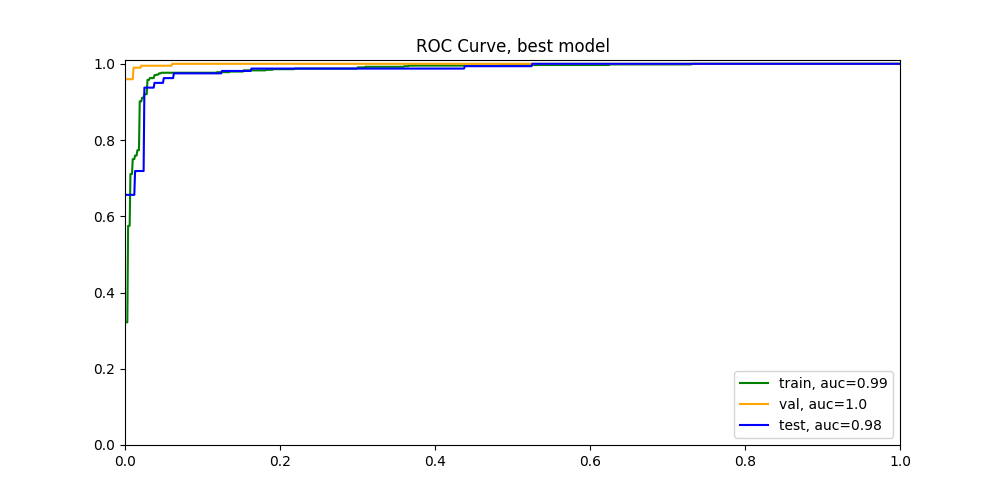 ROC Curve, best model
1.0
0.8
0.6
0.4
0.2
0.0
0.0 0.2 0.4 0.6 0.8 1.0
train, auc=0.99
val, auc=1.0
test, auc=0.98